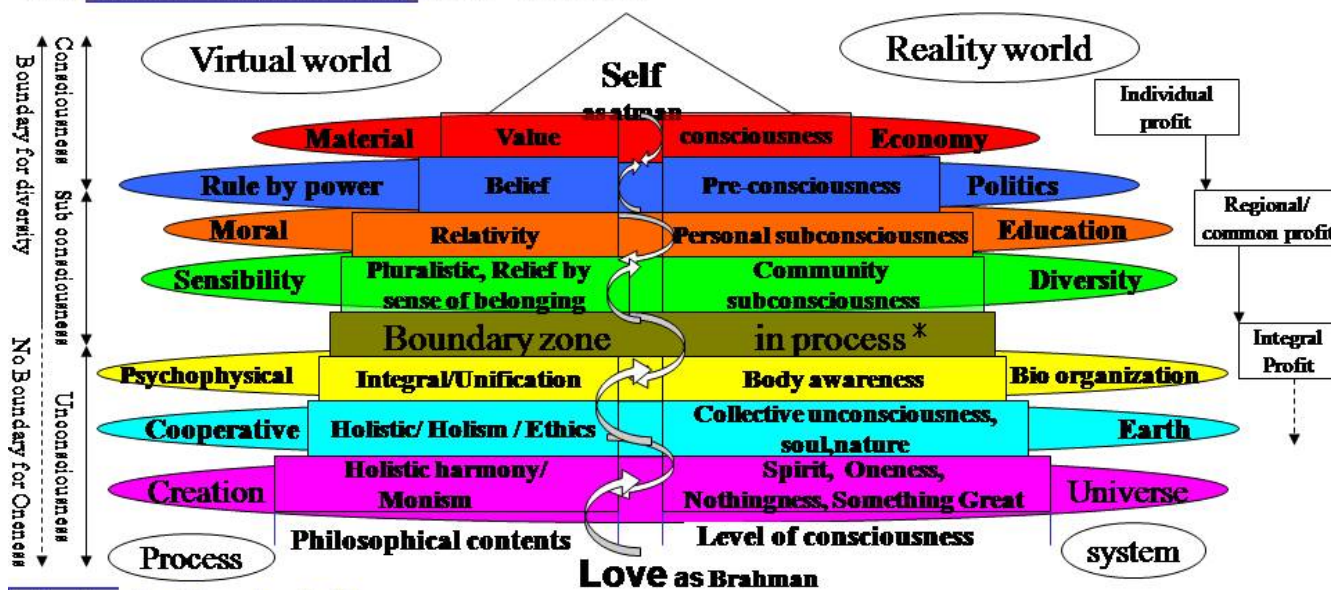 Virtual world
Reality world
Self
as atman
Individual
profit
Material
Value
consciousness
Economy
Rule by power
Belief
Pre-consciousness
Politics
Regional/
common profit
Moral
Relativity
Personal subconsciousness
Education
Sensibility
Pluralistic, Relief by
sense of belonging
Community
subconsciousness
Diversity
Boundary zone
in process *
Integral
Profit
Psychophysical
Integral/Unification
Body awareness
Bio organization
Cooperative
Holistic/ Holism / Ethics
Collective unconsciousness,
soul,nature
Earth
Creation
Holistic harmony/
Monism
Spirit, Oneness,
Nothingness, Something Great
Universe
Process
Philosophical contents
Level of consciousness
system
Love as Brahman
Boundary for diversity
No Boundary for Oneness
Consciousness
Sub consciousness
Unconsciousness